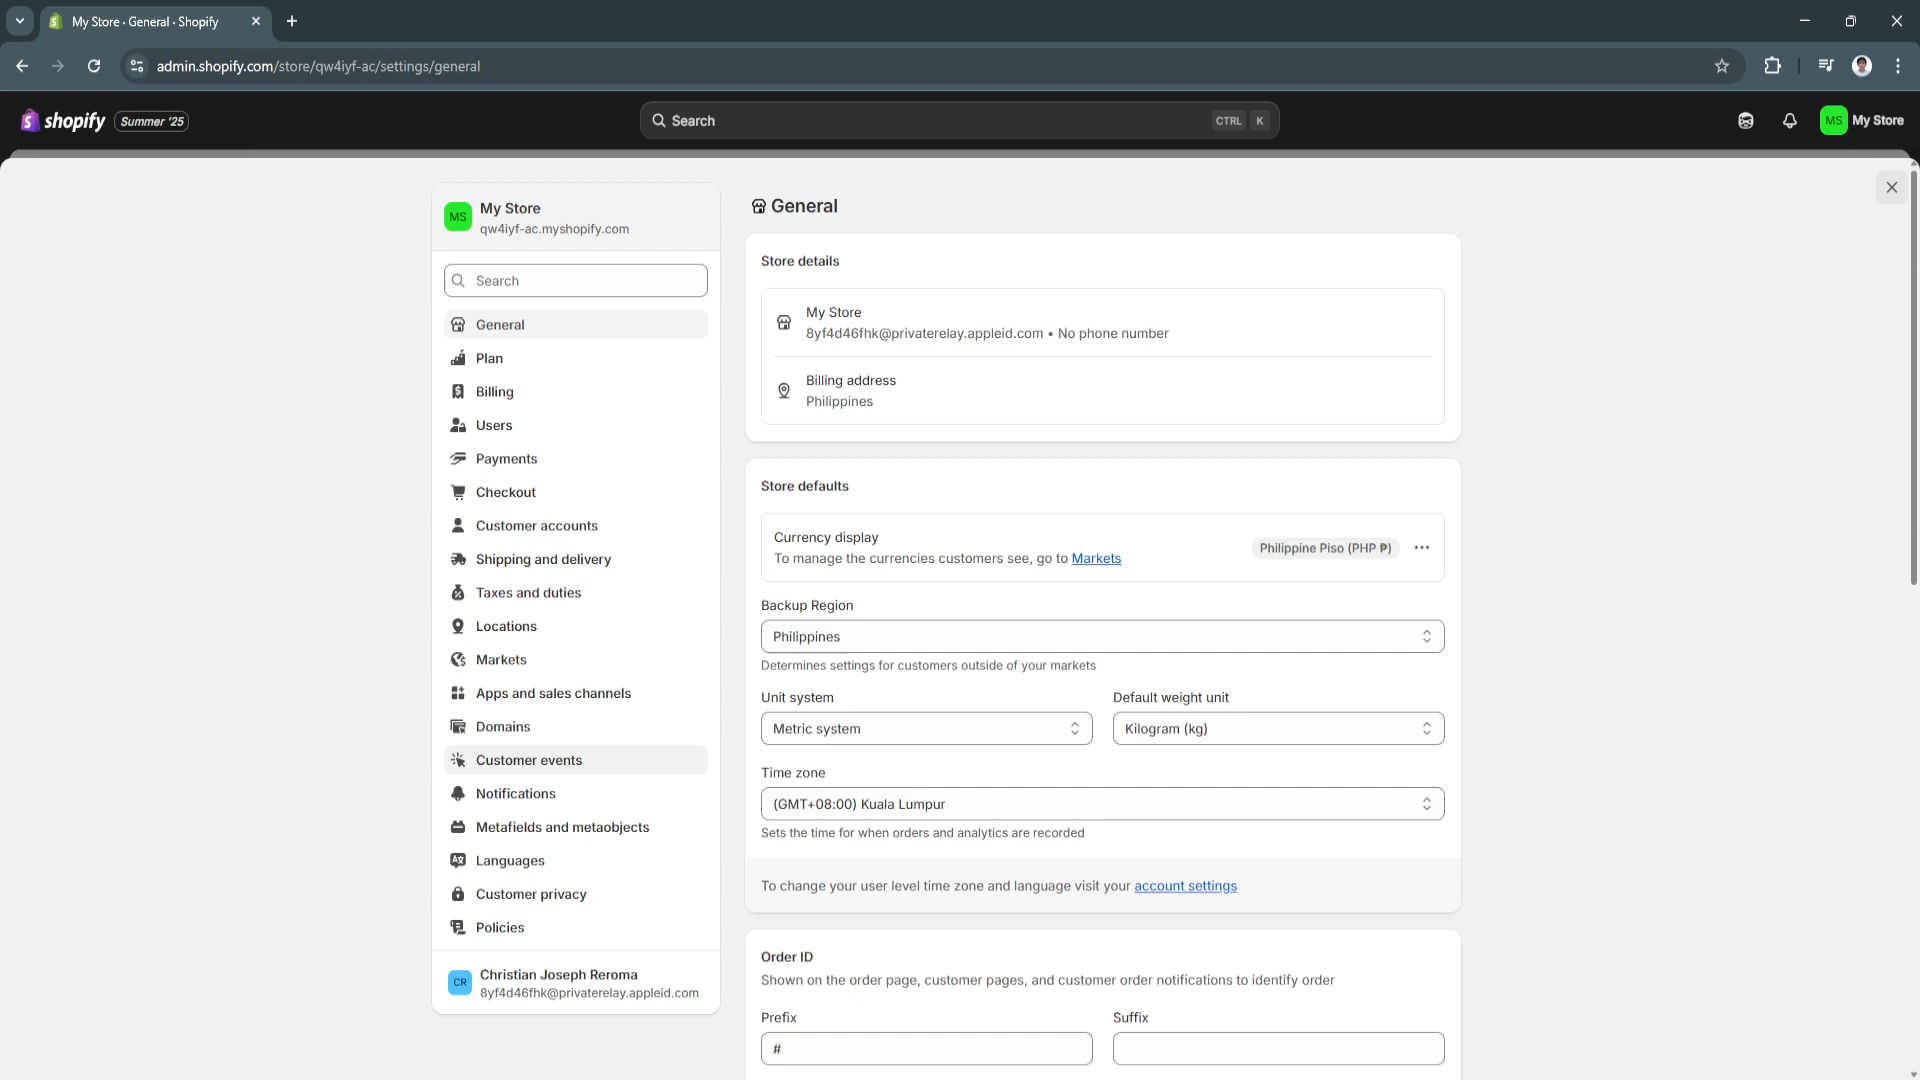 My Store · General · Shopify
admin.shopify.com/store/qw4iyf-ac/settings/general
shopify
Summer '25
Search
CTRL K
MS
My Store
MS
My Store
qw4iyf-ac.myshopify.com
Search
General
Plan
Billing
Users
Payments
Checkout
Customer accounts
Shipping and delivery
Taxes and duties
Locations
Markets
Apps and sales channels
Domains
Customer events
Notifications
Metafields and metaobjects
Languages
Customer privacy
Policies
CR
Christian Joseph Reroma
8yf4d46fhk@privaterelay.appleid.com
General
Store details
My Store
8yf4d46fhk@privaterelay.appleid.com • No phone number
Billing address
Philippines
Store defaults
Currency display
To manage the currencies customers see, go to Markets
Philippine Piso (PHP ₱)
Backup Region
Philippines
Determines settings for customers outside of your markets
Unit system
Default weight unit
Metric system
Kilogram (kg)
Time zone
(GMT+08:00) Kuala Lumpur
Sets the time for when orders and analytics are recorded
To change your user level time zone and language visit your account settings
Order ID
Shown on the order page, customer pages, and customer order notifications to identify order
Prefix
Suffix
#